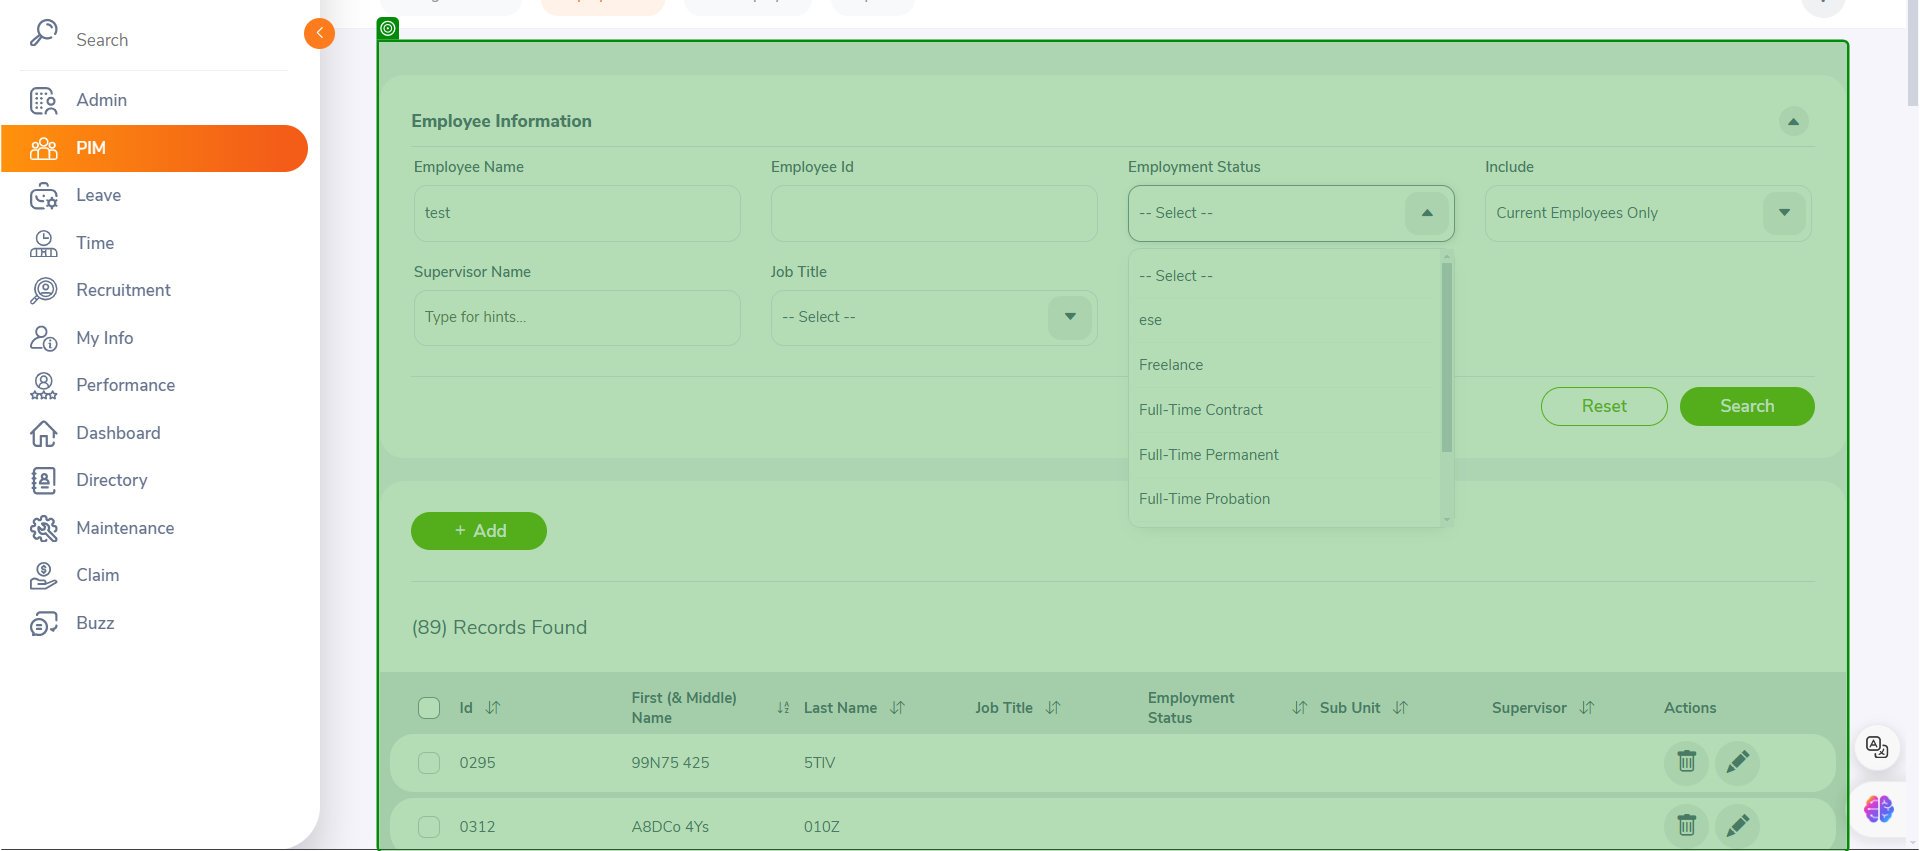 Search
Admin
PIM
Leave
Time
Recruitment
My Info
Performance
Dashboard
Directory
Maintenance
Claim
Buzz
Employee Information
Employee Name
Employee Id
Employment Status
Include
test
-- Select --
Current Employees Only
Supervisor Name
Job Title
Type for hints...
-- Select --
-- Select --
ese
Freelance
Full-Time Contract
Full-Time Permanent
Full-Time Probation
Reset
Search
+ Add
(89) Records Found
Id
First (& Middle)
Name
Last Name
Job Title
Employment
Status
Sub Unit
Supervisor
Actions
0295
99N75 425
5TIV
0312
A8DCo 4Ys
010Z